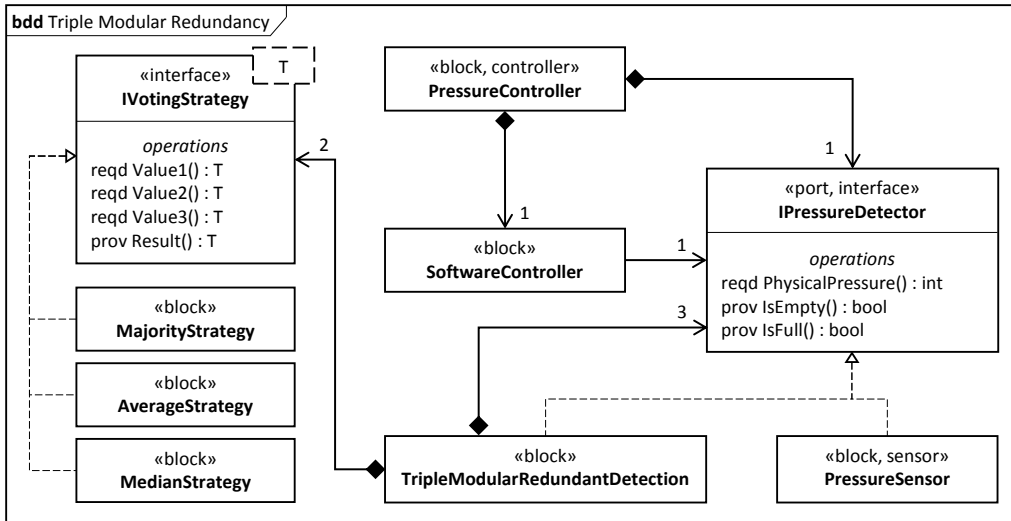 bdd Triple Modular Redundancy
T
«interface»
IVotingStrategy
operations
reqd Value1() : T
reqd Value2() : T
reqd Value3() : T
prov Result() : T
«block»
MajorityStrategy
«block»
AverageStrategy
«block»
MedianStrategy
2
«block, controller»
PressureController
1
1
«block»
SoftwareController
1
3
«port, interface»
IPressureDetector
operations
reqd PhysicalPressure() : int
prov IsEmpty() : bool
prov IsFull() : bool
«block»
TripleModularRedundantDetection
«block, sensor»
PressureSensor